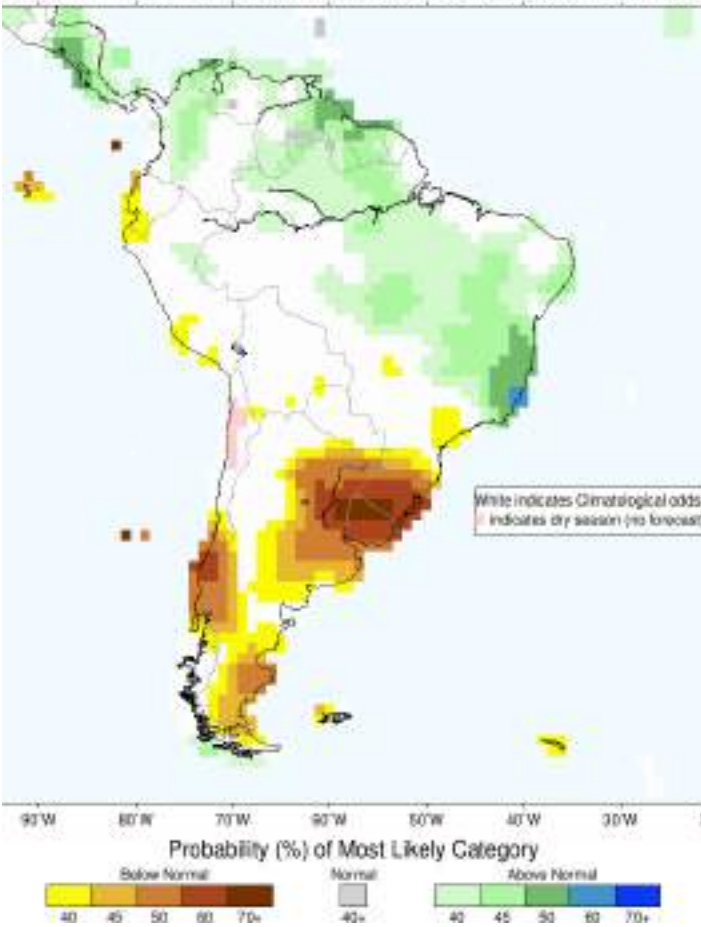 White indicates Climatological odds
indicates dry season (no forecast
90°W 80°W 70°W 60°W 50°W 40°W 30°W
Probability (%) of Most Likely Category
Below Normal Normal Above Normal
40 45 50 60 70+ 40+ 40 45 50 60 70+